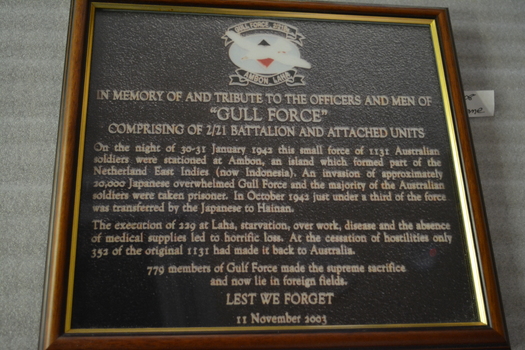 GULL FORCE ASSN.
AMBON, LAHA
IN MEMORY OF AND TRIBUTE TO THE OFFICERS AND MEN OF
"GULL FORCE"
COMPRISING OF 2/21 BATTALION AND ATTACHED UNITS
On the night of 30-31 January 1942 this small force of 1131 Australian
soldiers were stationed at Ambon, an island which formed part of the
Netherland East Indies (now Indonesia). An invasion of approximately
20,000 Japanese overwhelmed Gull Force and the majority of the Australian
soldiers were taken prisoner. In October 1942 just under a third of the force
was transferred by the Japanese to Hainan.
The execution of 229 at Laha, starvation, over work, disease and the absence
of medical supplies led to horrific loss. At the cessation of hostilities only
352 of the original 1131 had made it back to Australia.
779 members of Gulf Force made the supreme sacrifice
and now lie in foreign fields.
LEST WE FORGET
11 November 2003